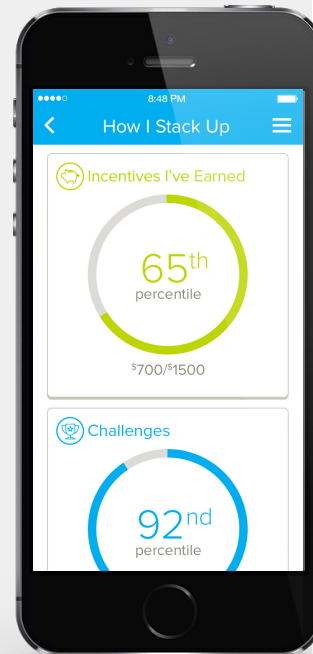 8:48 PM
How I Stack Up
Incentives I've Earned
65th
percentile
$700/$1500
Challenges
92nd
percentile